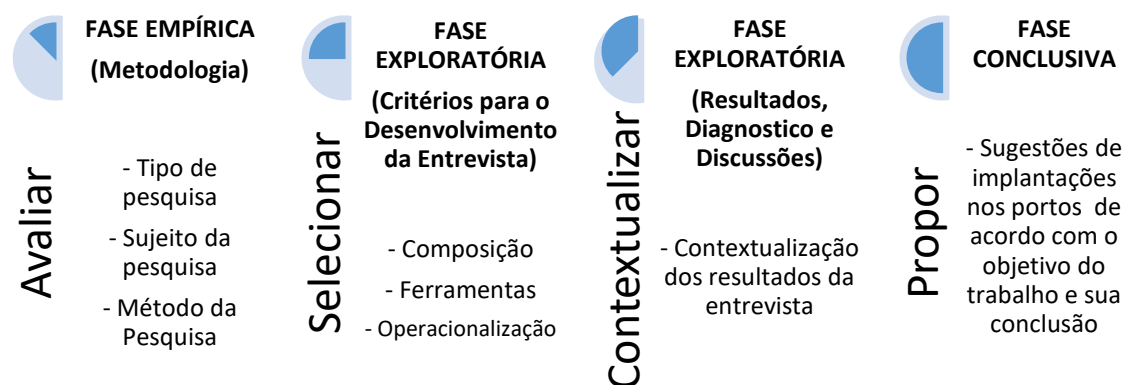 Avaliar
FASE EMPÍRICA
(Metodologia)
- Tipo de
pesquisa
- Sujeito da
pesquisa
- Método da
Pesquisa
Selecionar
FASE
EXPLORATÓRIA
(Critérios para o
Desenvolvimento
da Entrevista)
- Composição
- Ferramentas
- Operacionalização
Contextualizar
FASE
EXPLORATÓRIA
(Resultados,
Diagnostico e
Discussões)
- Contextualização
dos resultados da
entrevista
Propor
FASE
CONCLUSIVA
- Sugestões de
implantações
nos portos de
acordo com o
objetivo do
trabalho e sua
conclusão